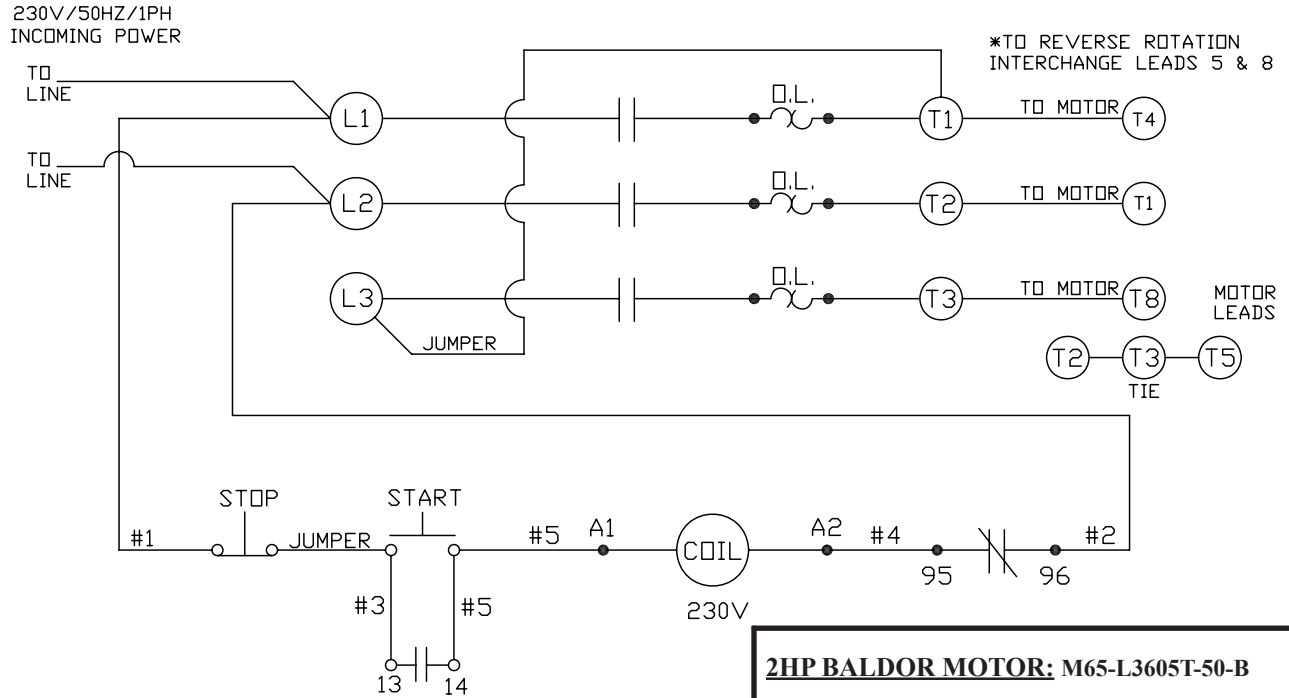 230V/50HZ/1PH
INCOMING POWER
*TO REVERSE ROTATION
INTERCHANGE LEADS 5 & 8
TO
LINE
L1
O.L.
T1
TO MOTOR
T4
TO
LINE
L2
O.L.
T2
TO MOTOR
T1
L3
O.L.
T3
TO MOTOR
T8
MOTOR
LEADS
JUMPER
T2
T3
T5
TIE
STOP
START
#1
JUMPER
#5
A1
COIL
A2
#4
#2
95
96
#3
#5
230V
13
14
2HP BALDOR MOTOR: M65-L3605T-50-B